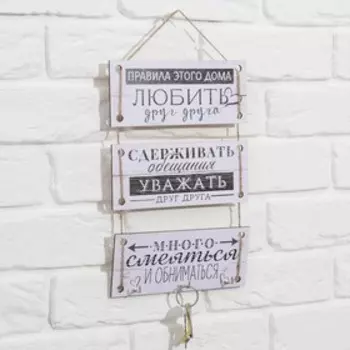 ПРАВИЛА ЭТОГО ДОМА
ЛЮБИТЬ
друг друга
СДЕРЖИВАТЬ
обещания
УВАЖАТЬ
ДРУГ ДРУГА
МНОГО
смеяться
И ОБНИМАТЬСЯ